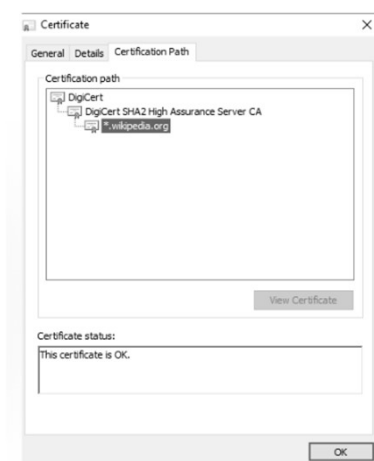 Certificate
General Details Certification Path
Certification path
DigiCert
DigiCert SHA2 High Assurance Server CA
*.wikipedia.org
View Certificate
Certificate status:
This certificate is OK.
OK